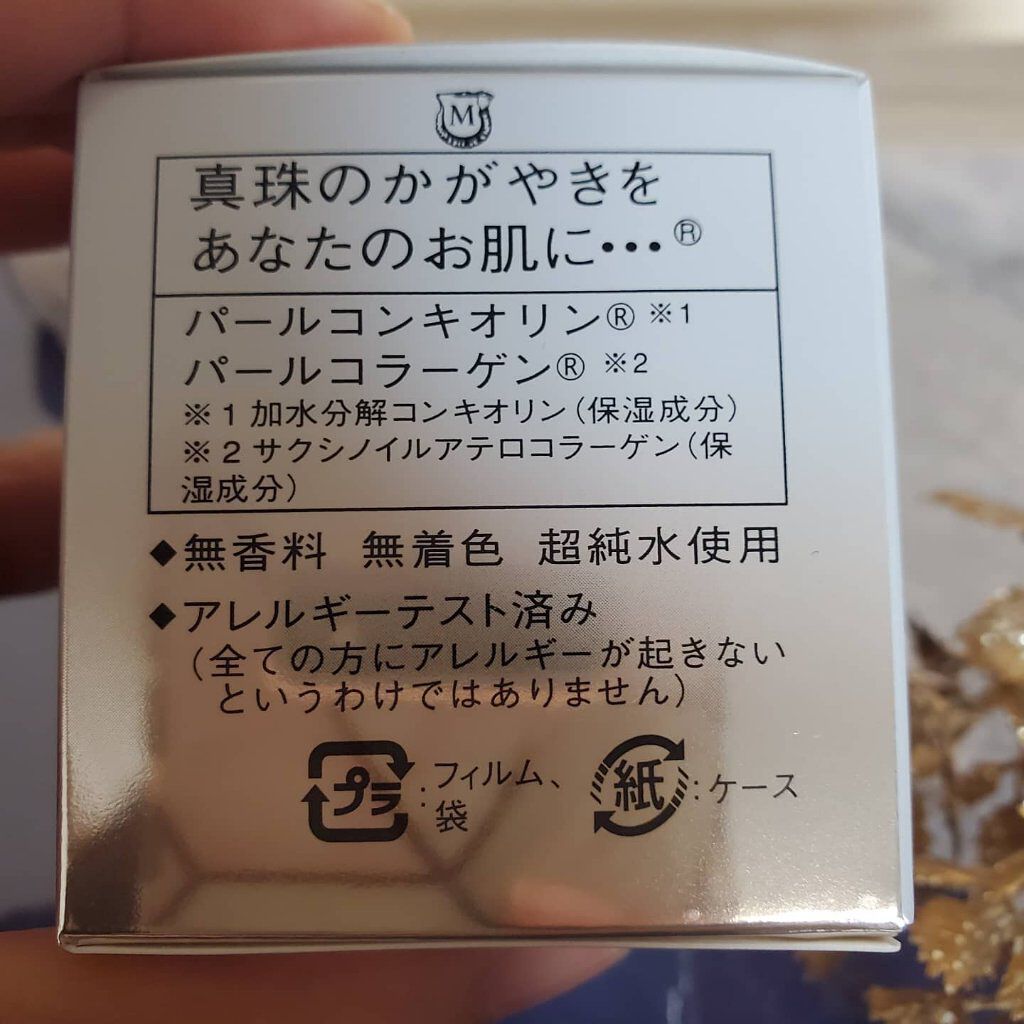 M
真珠のかがやきを
あなたのお肌に・・・®
パールコンキオリン® ※1
パールコラーゲン® ※2
※1 加水分解コンキオリン（保湿成分）
※2 サクシノイルアテロコラーゲン（保
湿成分）
◆無香料 無着色 超純水使用
◆アレルギーテスト済み
（全ての方にアレルギーが起きない
というわけではありません）
プラ:フィルム、
袋
紙:ケース